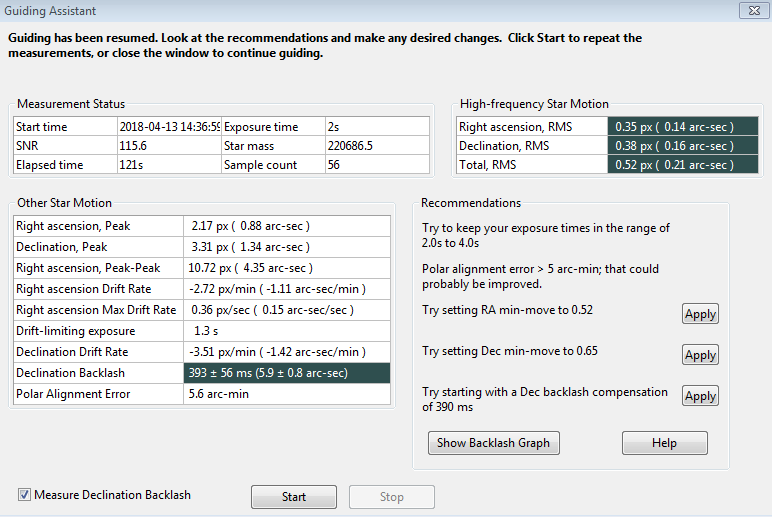 Guiding Assistant
Guiding has been resumed. Look at the recommendations and make any desired changes. Click Start to repeat the
measurements, or close the window to continue guiding.
Measurement Status
Start time 2018-04-13 14:36:59 Exposure time 2s
SNR 115.6 Star mass 220686.5
Elapsed time 121s Sample count 56
High-frequency Star Motion
Right ascension, RMS 0.35 px ( 0.14 arc-sec )
Declination, RMS 0.38 px ( 0.16 arc-sec )
Total, RMS 0.52 px ( 0.21 arc-sec )
Other Star Motion
Right ascension, Peak 2.17 px ( 0.88 arc-sec )
Declination, Peak 3.31 px ( 1.34 arc-sec )
Right ascension, Peak-Peak 10.72 px ( 4.35 arc-sec )
Right ascension Drift Rate -2.72 px/min ( -1.11 arc-sec/min )
Right ascension Max Drift Rate 0.36 px/sec ( 0.15 arc-sec/sec )
Drift-limiting exposure 1.3 s
Declination Drift Rate -3.51 px/min ( -1.42 arc-sec/min )
Declination Backlash 393 ± 56 ms (5.9 ± 0.8 arc-sec)
Polar Alignment Error 5.6 arc-min
Recommendations
Try to keep your exposure times in the range of
2.0s to 4.0s
Polar alignment error > 5 arc-min; that could
probably be improved.
Try setting RA min-move to 0.52 Apply
Try setting Dec min-move to 0.65 Apply
Try starting with a Dec backlash compensation
of 390 ms Apply
Show Backlash Graph Help
Measure Declination Backlash Start Stop